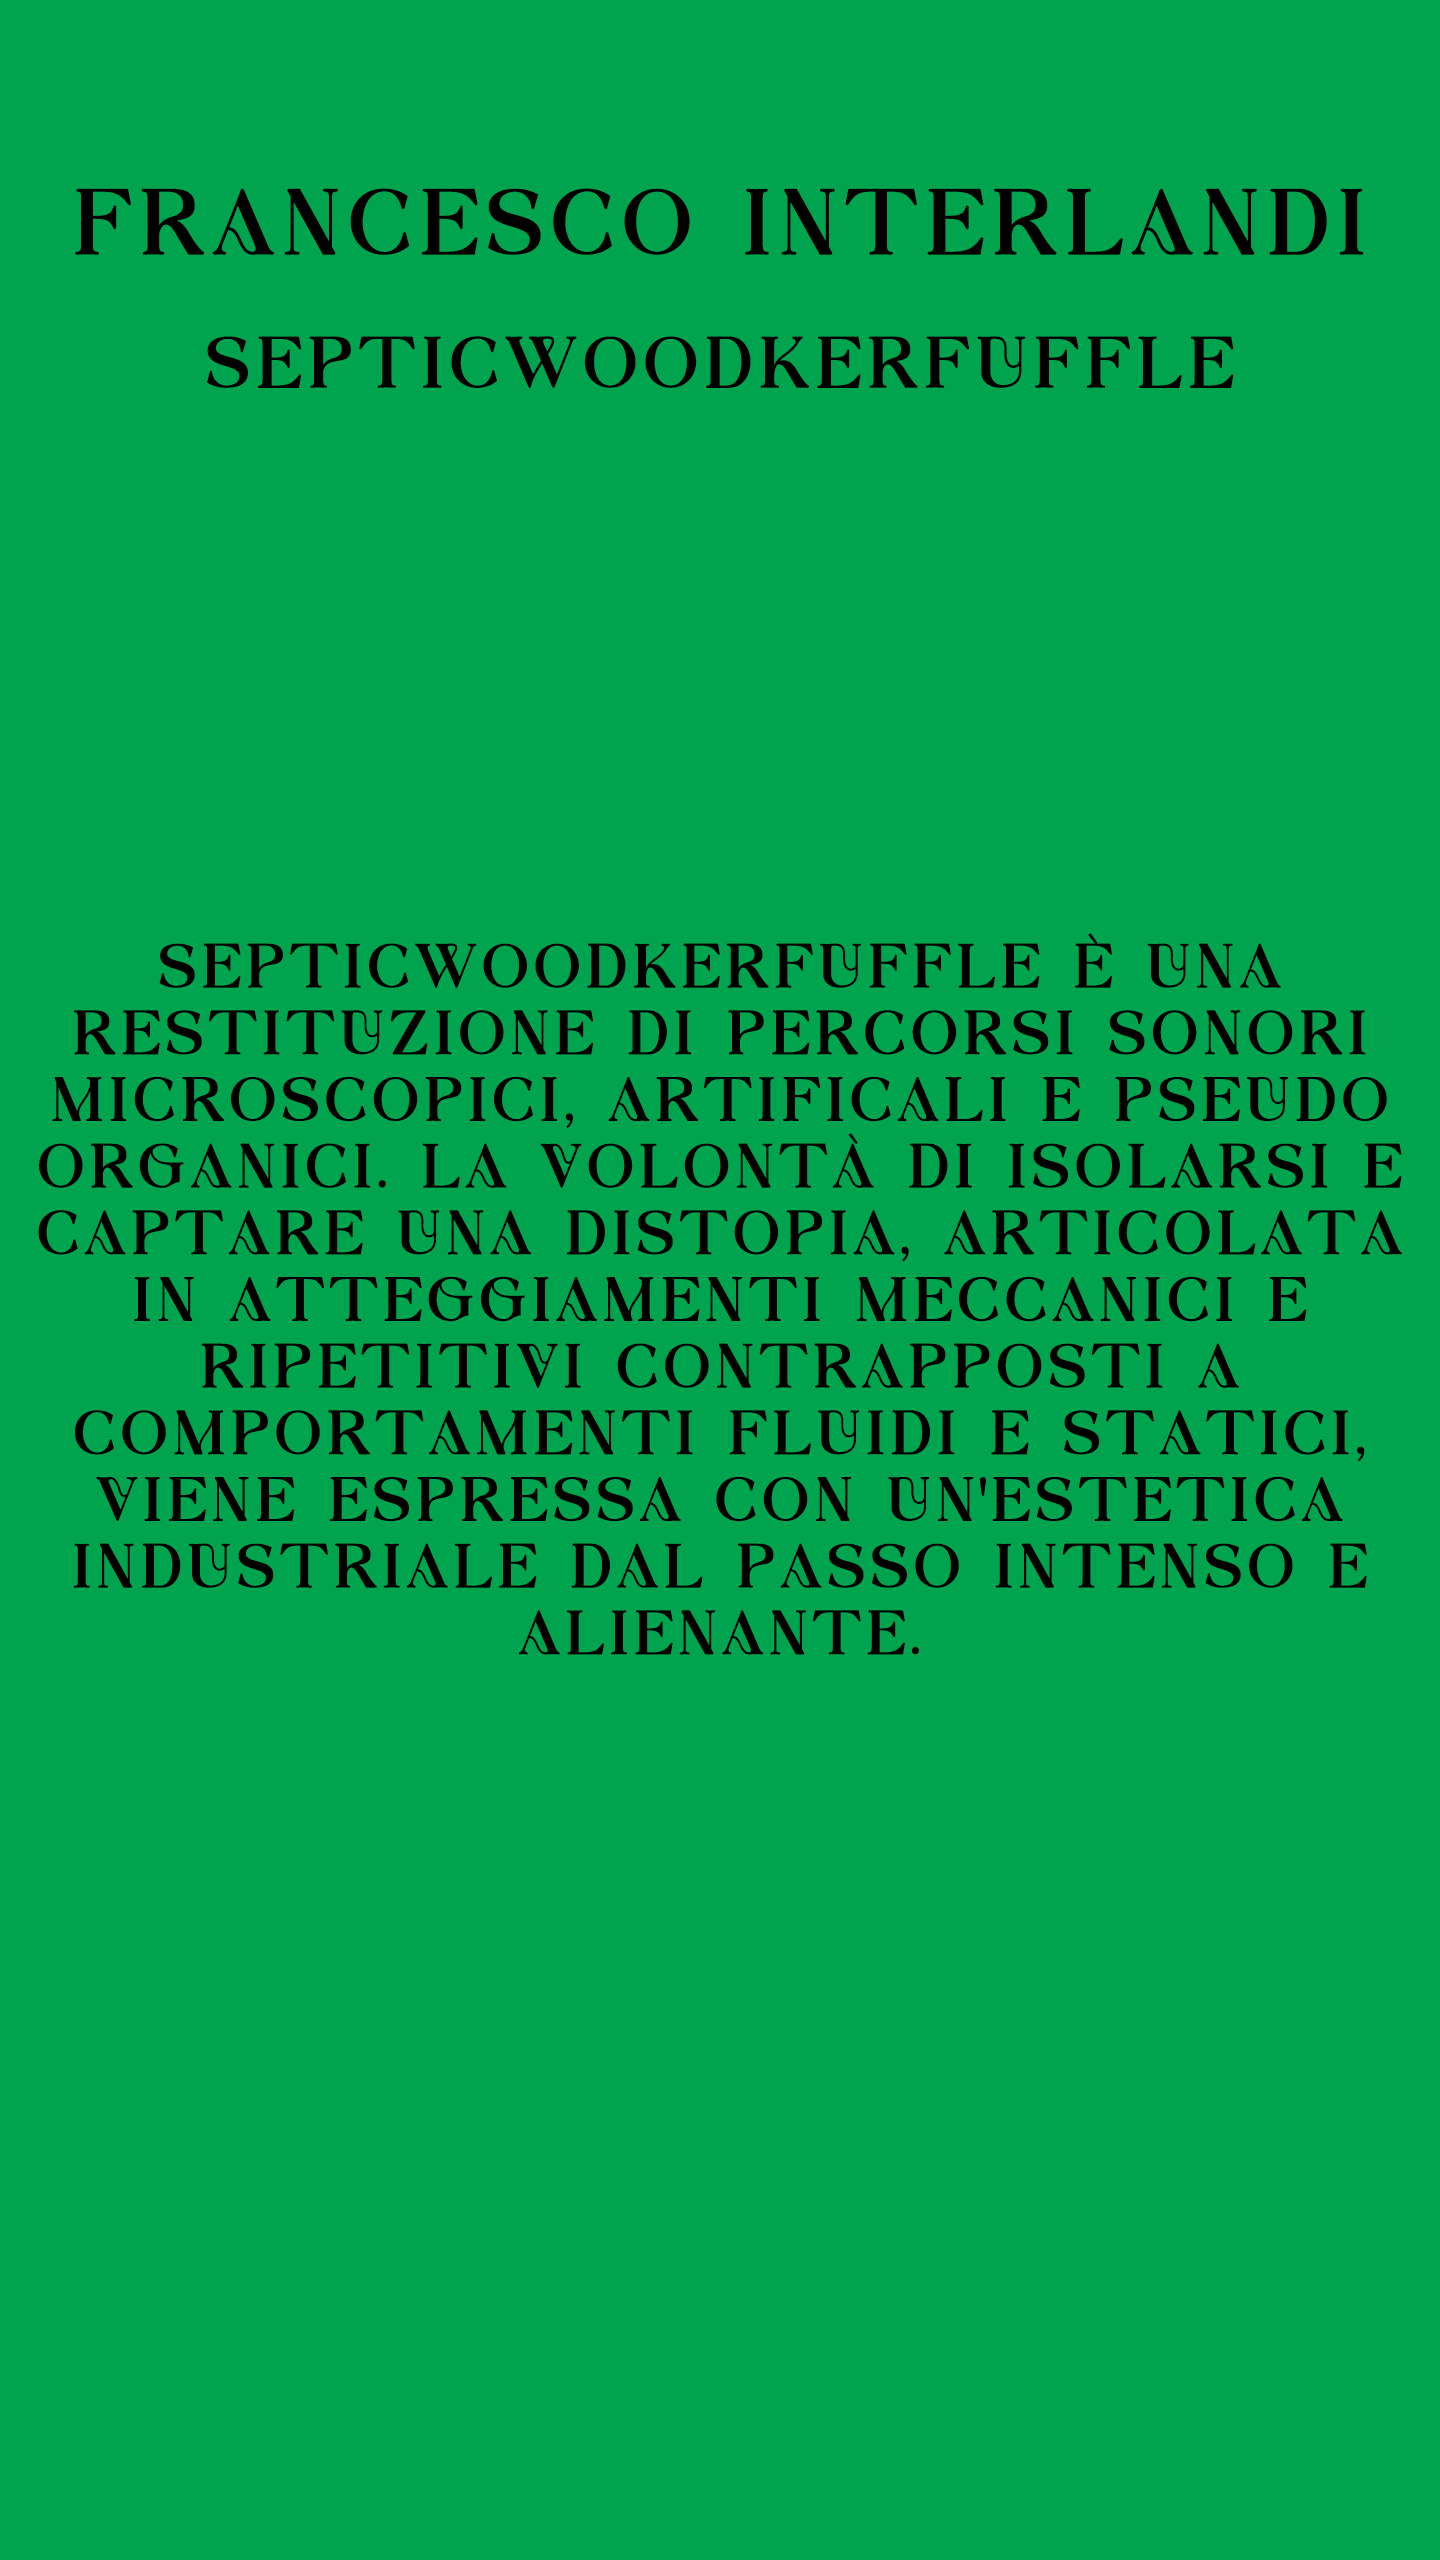 FRANCESCO INTERLANDI
SEPTICWOODKERFUFFLE
SEPTICWOODKERFUFFLE È UNA
RESTITUZIONE DI PERCORSI SONORI
MICROSCOPICI, ARTIFICALI E PSEUDO
ORGANICI. LA VOLONTÀ DI ISOLARSI E
CAPTARE UNA DISTOPIA, ARTICOLATA
IN ATTEGGIAMENTI MECCANICI E
RIPETITIVI CONTRAPPOSTI A
COMPORTAMENTI FLUIDI E STATICI,
VIENE ESPRESSA CON UN'ESTETICA
INDUSTRIALE DAL PASSO INTENSO E
ALIENANTE.